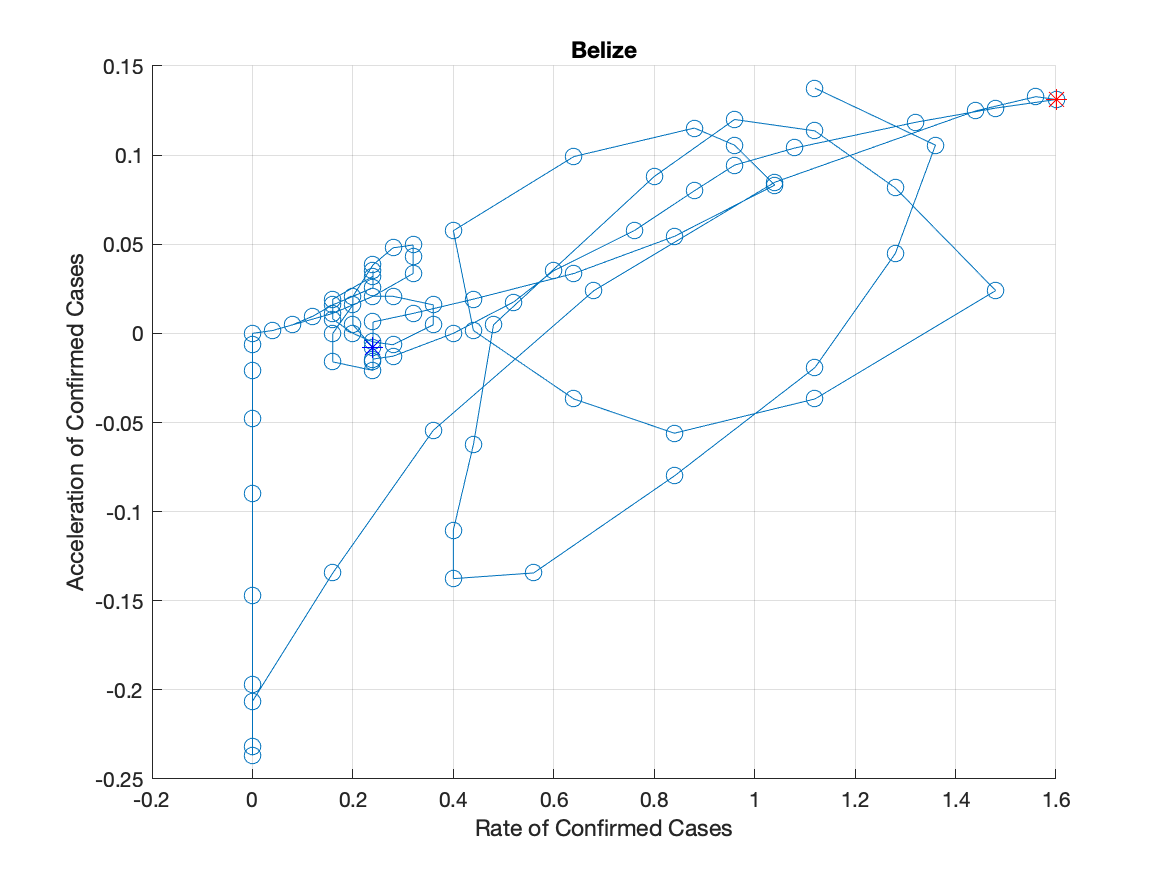 Belize
0.15
0.1
0.05
0
-0.05
-0.1
-0.15
-0.2
-0.25
Acceleration of Confirmed Cases
-0.2 0 0.2 0.4 0.6 0.8 1 1.2 1.4 1.6
Rate of Confirmed Cases